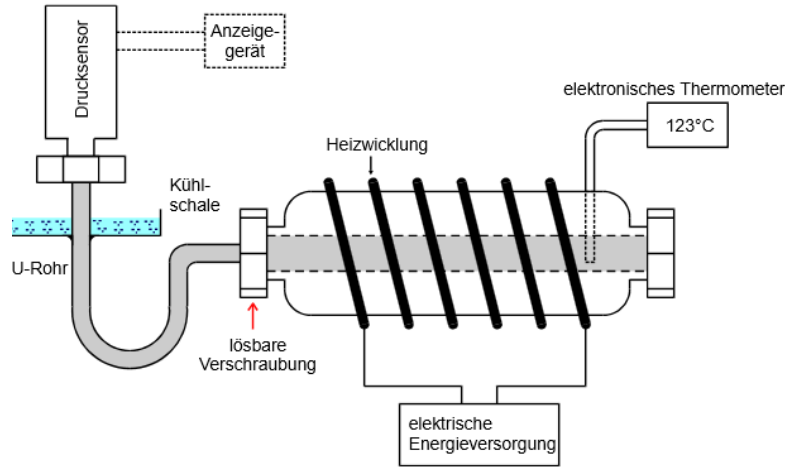 Drucksensor
Anzeige-
gerät
elektronisches Thermometer
123°C
Heizwicklung
Kühl-
schale
U-Rohr
lösbare
Verschraubung
elektrische
Energieversorgung